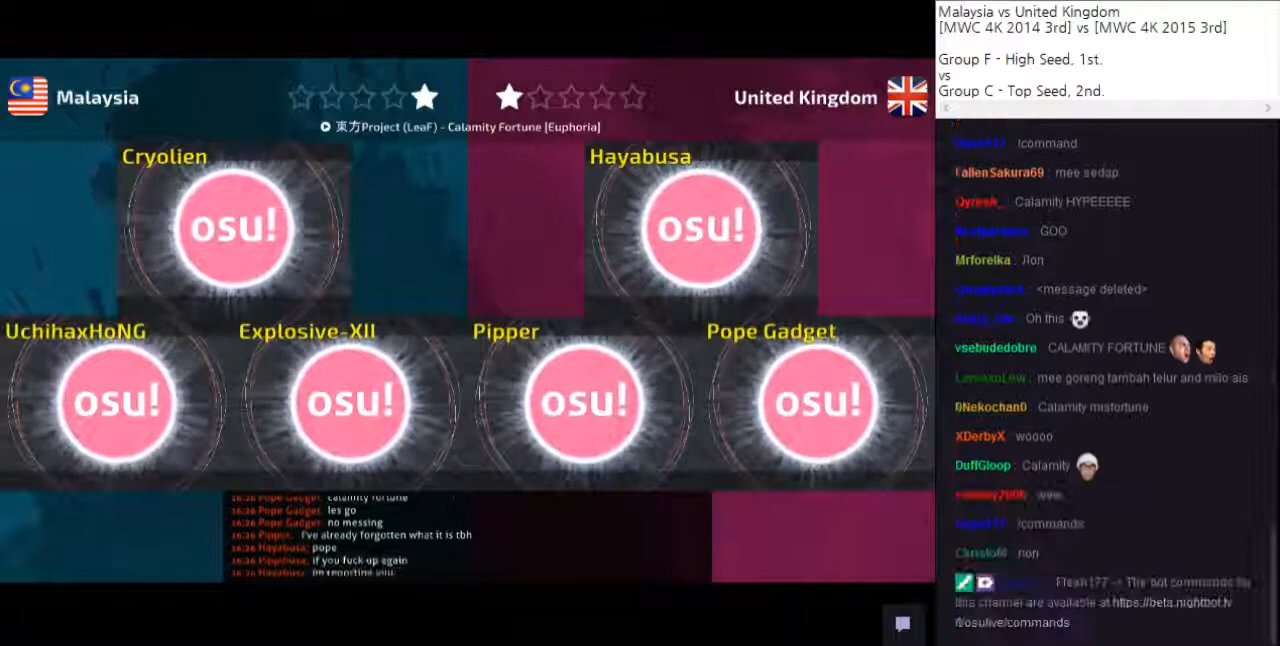 Malaysia
United Kingdom
東方Project (LeaF) - Calamity Fortune [Euphoria]
Cryolien
Hayabusa
osu!
osu!
UchihaxHoNG
Explosive-XII
Pipper
Pope Gadget
osu!
osu!
osu!
osu!
16:26 Pope Gadget: calamity fortune
16:26 Pope Gadget: les go
16:26 Pope Gadget: no messing
16:26 Pipper: I've already forgotten what it is tbh
16:26 Hayabusa: pope
if you fuck up again
16:26 Hayabusa: im reporting you
Malaysia vs United Kingdom
[MWC 4K 2014 3rd] vs [MWC 4K 2015 3rd]
Group F - High Seed, 1st.
vs
Group C - Top Seed, 2nd.
!command
FallenSakura69 : mee sedap
Qyresh_ Calamity HYPEEEEE
GOO
Mrforelka : Лол
<message deleted>
Oh this
vsebudedobre CALAMITY FORTUNE
mee goreng tambah telur and milo ais
0Nekochan0 Calamity misfortune
XDerbyX woooo
DuffGloop : Calamity
!commands
non
-> The bot commands for
this channel are available at https://beta.nightbot.tv
/t/osulive/commands